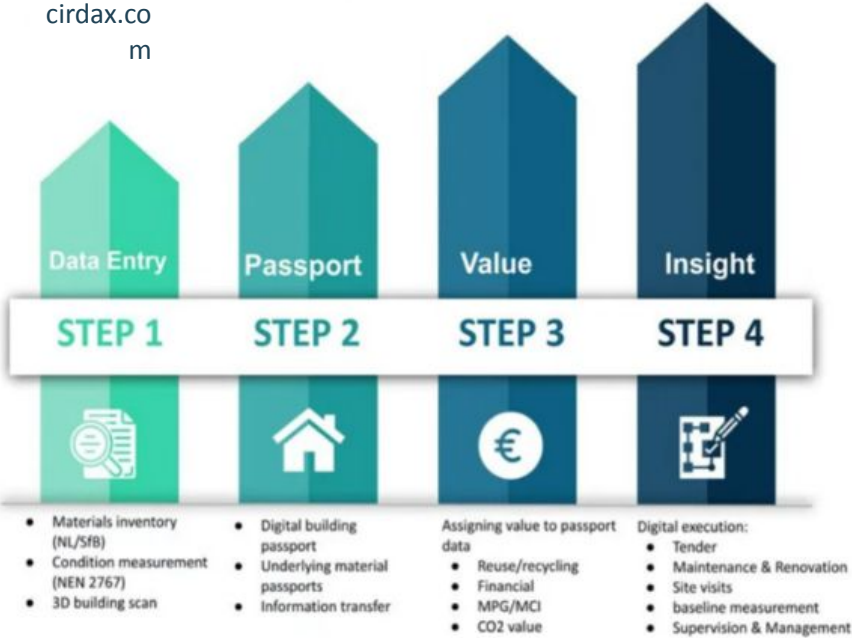 cirdax.co
m
Data Entry
Passport
Value
Insight
STEP 1
STEP 2
STEP 3
STEP 4
€
• Materials inventory
(NL/SfB)
• Condition measurement
(NEN 2767)
• 3D building scan
• Digital building
passport
• Underlying material
passports
• Information transfer
Assigning value to passport
data
• Reuse/recycling
• Financial
• MPG/MCI
• CO2 value
Digital execution:
• Tender
• Maintenance & Renovation
• Site visits
• baseline measurement
• Supervision & Management